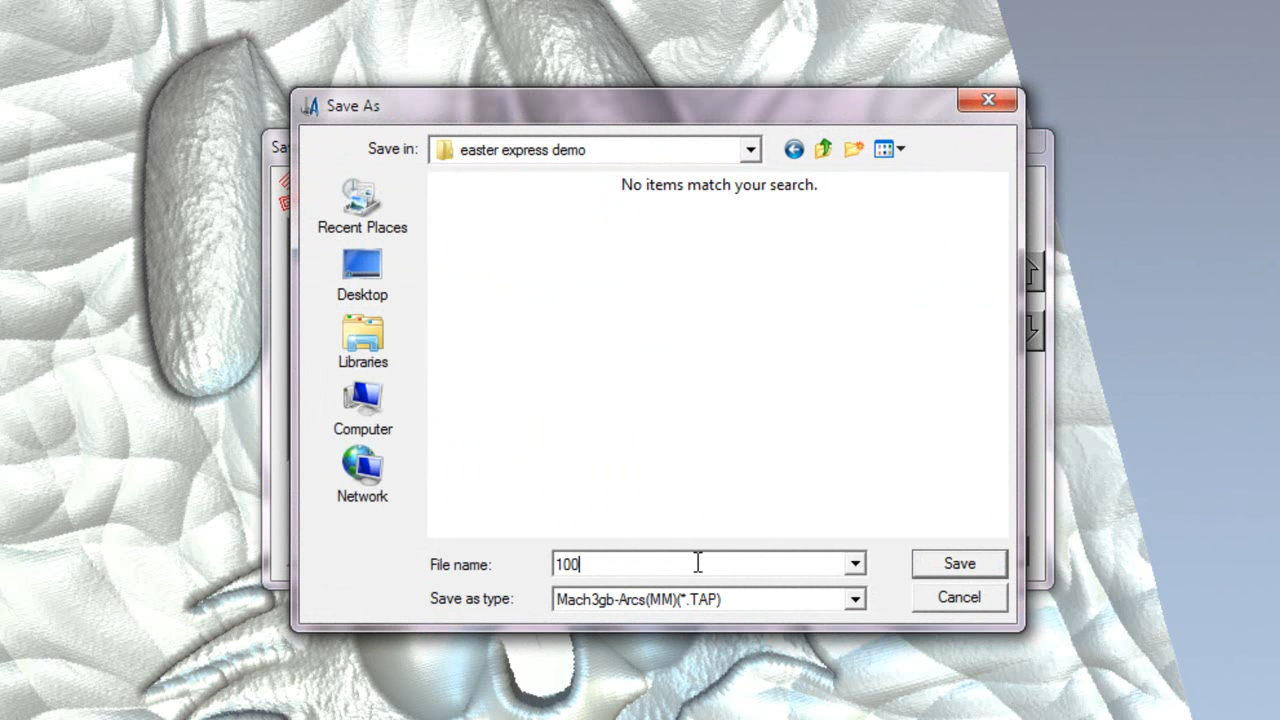 Save As
Sa
Save in:
easter express demo
No items match your search.
Recent Places
Desktop
Libraries
Computer
Network
File name:
100
Save
Save as type:
Mach3gb-Arcs(MM)(*.TAP)
Cancel